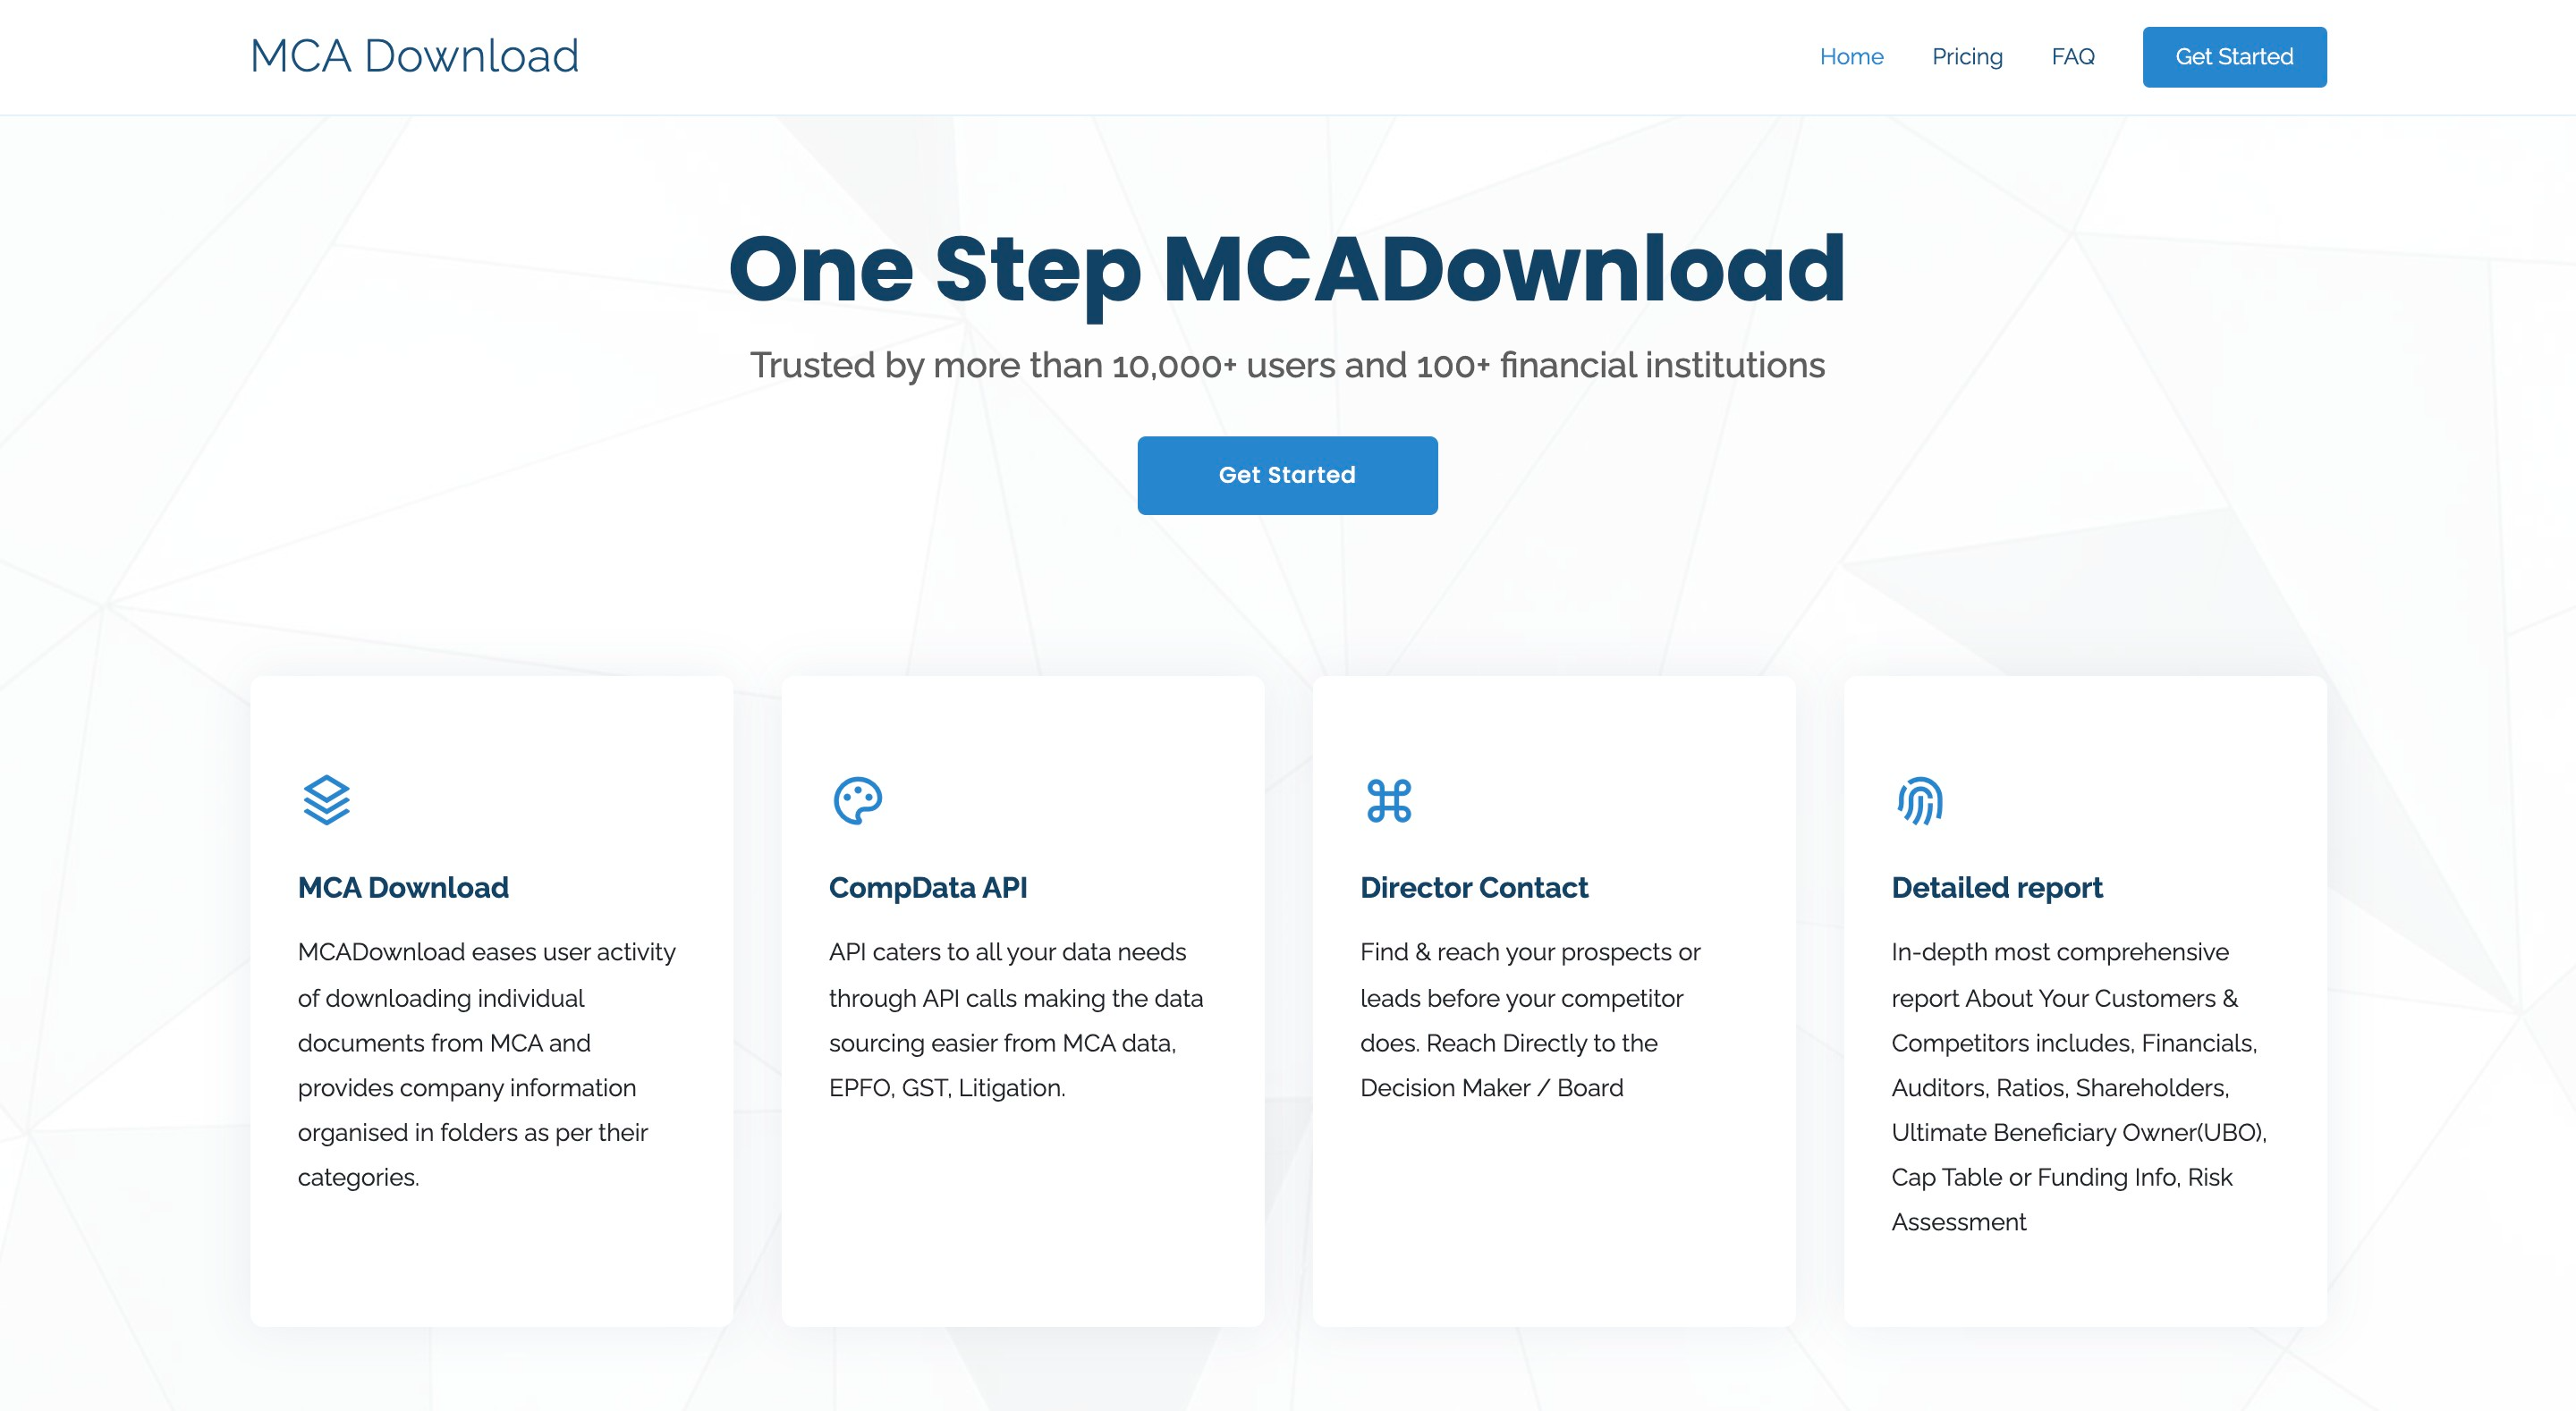 MCA Download
Home
Pricing
FAQ
Get Started
One Step MCADownload
Trusted by more than 10,000+ users and 100+ financial institutions
Get Started
MCA Download
MCADownload eases user activity
of downloading individual
documents from MCA and
provides company information
organised in folders as per their
categories.
CompData API
API caters to all your data needs
through API calls making the data
sourcing easier from MCA data,
EPFO, GST, Litigation.
Director Contact
Find & reach your prospects or
leads before your competitor
does. Reach Directly to the
Decision Maker / Board
Detailed report
In-depth most comprehensive
report About Your Customers &
Competitors includes, Financials,
Auditors, Ratios, Shareholders,
Ultimate Beneficiary Owner(UBO),
Cap Table or Funding Info, Risk
Assessment